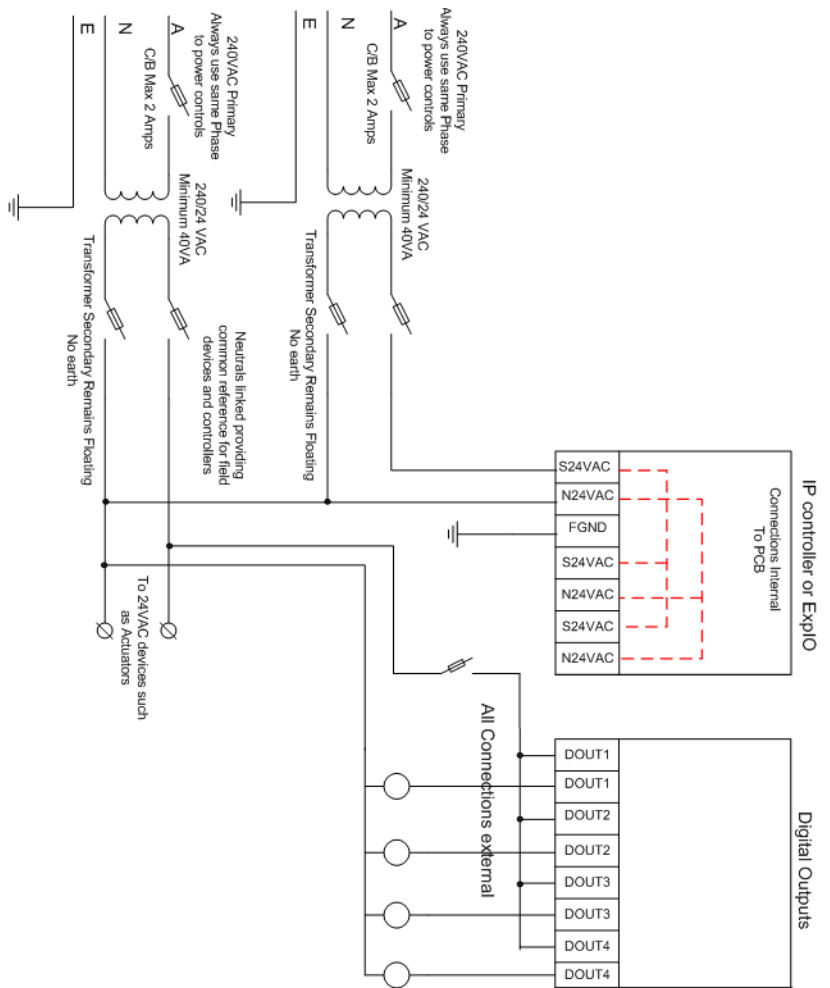 240VAC Primary
Always use same Phase
to power controls
A
N
E
C/B Max 2 Amps
240/24 VAC
Minimum 40VA
Transformer Secondary Remains Floating
No earth
240VAC Primary
Always use same Phase
to power controls
A
N
E
C/B Max 2 Amps
240/24 VAC
Minimum 40VA
Transformer Secondary Remains Floating
No earth
Neutrals linked providing
common reference for field
devices and controllers
To 24VAC devices such
as Actuators
IP controller or ExpIO
Connections Internal
To PCB
S24VAC
N24VAC
FGND
S24VAC
N24VAC
S24VAC
N24VAC
All Connections external
Digital Outputs
DOUT1
DOUT1
DOUT2
DOUT2
DOUT3
DOUT3
DOUT4
DOUT4